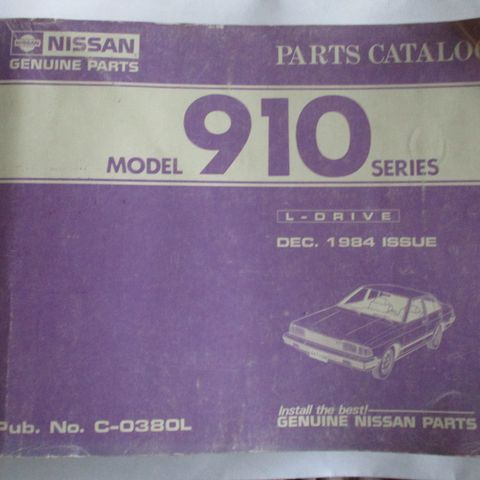 NISSAN
GENUINE PARTS
PARTS CATALOG
MODEL 910 SERIES
L-DRIVE
DEC. 1984 ISSUE
Install the best!
GENUINE NISSAN PARTS
Pub. No. C-0380L